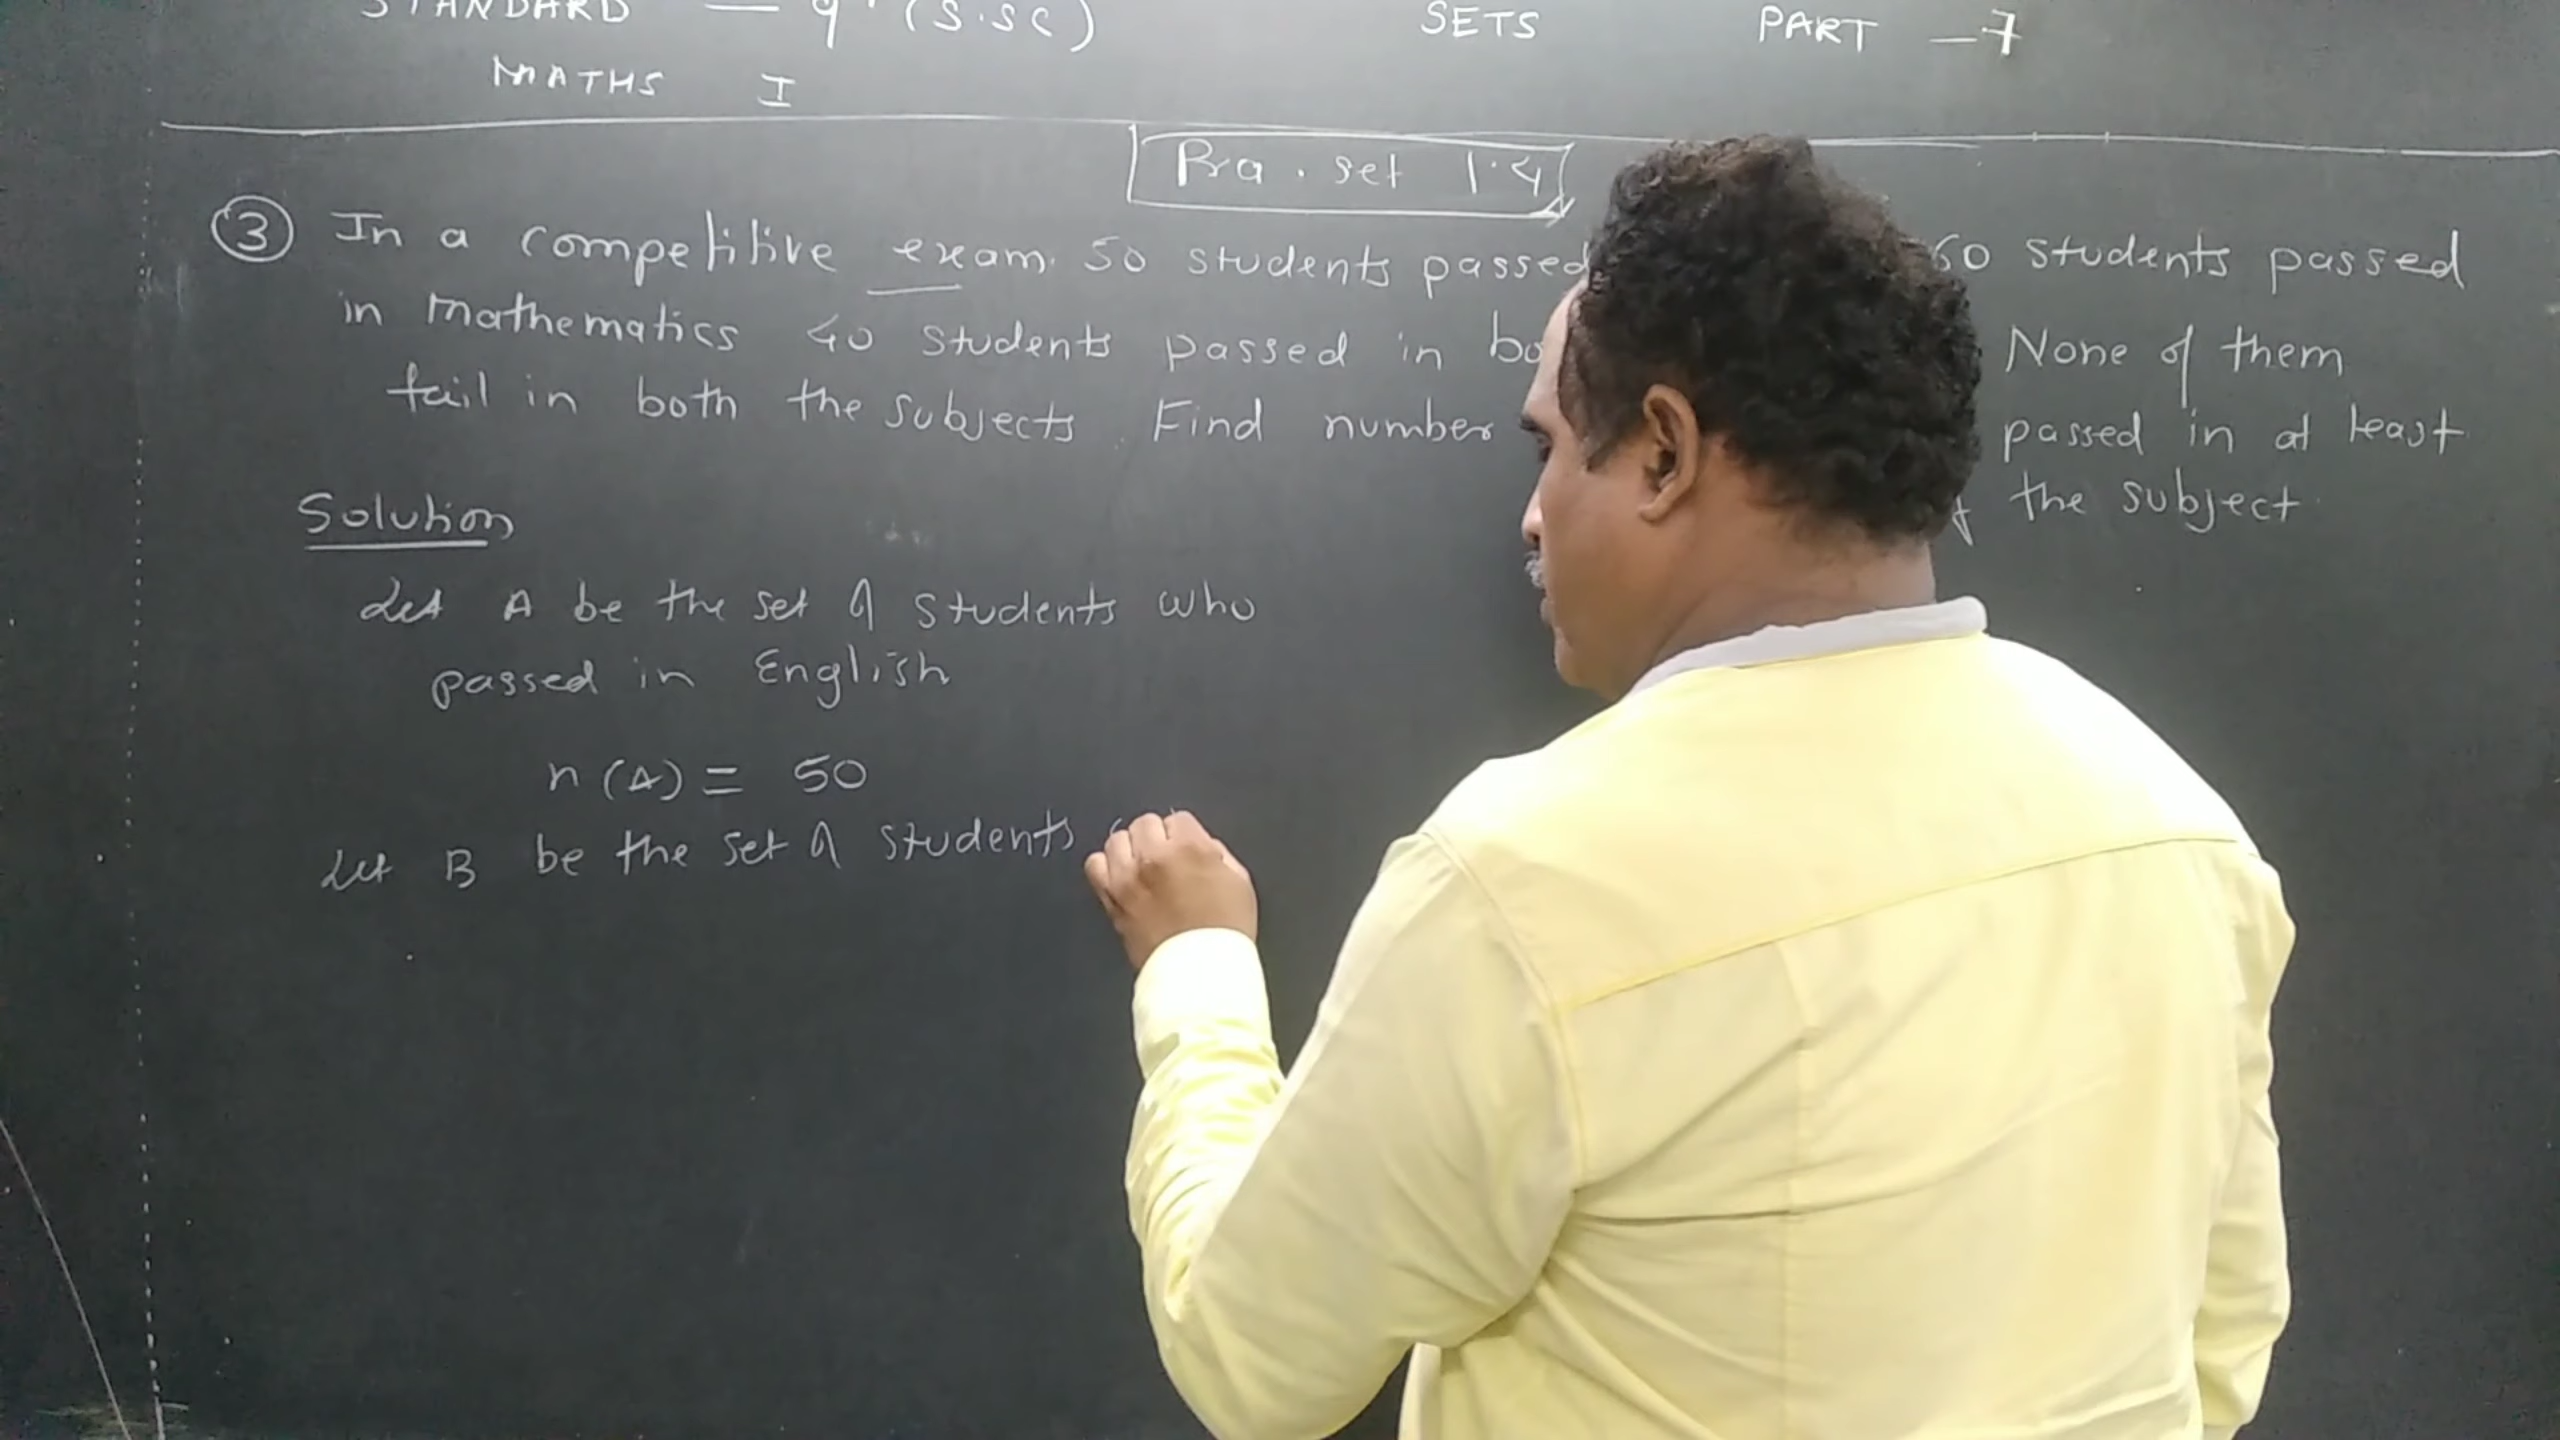 STANDARD — 9 (S.SC) SETS PART - 7
MATHS I
Pra. set 1.4
③ In a competitive exam. 50 students passed 60 students passed
in mathematics 40 students passed in None of them
fail in both the subjects. Find number passed in at least
the subject
Solution
Let A be the set of students who
passed in English
n (A) = 50
Let B be the set of students